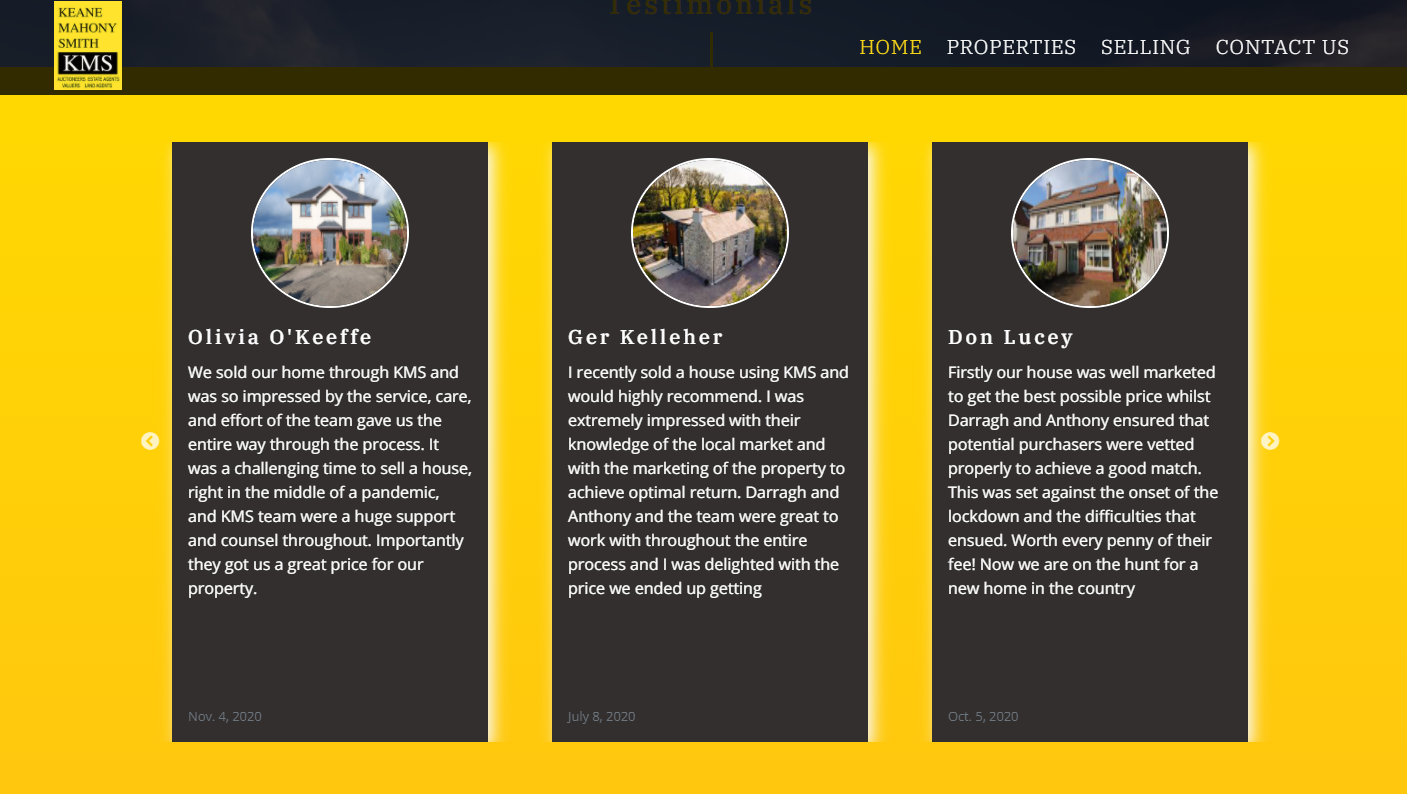 Testimonials
KEANE
MAHONY
SMITH
KMS
AUCTIONEERS ESTATE AGENTS
VALUERS LAND AGENTS
HOME
PROPERTIES
SELLING
CONTACT US
Olivia O'Keeffe
We sold our home through KMS and
was so impressed by the service, care,
and effort of the team gave us the
entire way through the process. It
was a challenging time to sell a house,
right in the middle of a pandemic,
and KMS team were a huge support
and counsel throughout. Importantly
they got us a great price for our
property.
Nov. 4, 2020
Ger Kelleher
I recently sold a house using KMS and
would highly recommend. I was
extremely impressed with their
knowledge of the local market and
with the marketing of the property to
achieve optimal return. Darragh and
Anthony and the team were great to
work with throughout the entire
process and I was delighted with the
price we ended up getting
July 8, 2020
Don Lucey
Firstly our house was well marketed
to get the best possible price whilst
Darragh and Anthony ensured that
potential purchasers were vetted
properly to achieve a good match.
This was set against the onset of the
lockdown and the difficulties that
ensued. Worth every penny of their
fee! Now we are on the hunt for a
new home in the country
Oct. 5, 2020